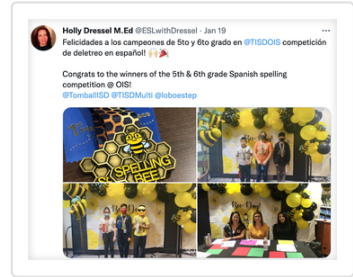 Holly Dressel M.Ed @ESLwithDressel · Jan 19
Felicidades a los campeones de 5to y 6to grado en @TISDOIS competición
de deletreo en español! 🙌🏻🎉
Congrats to the winners of the 5th & 6th grade Spanish spelling
competition @ OIS!
@TomballISD @TISDMulti @loboestep
SPELLING
BEE
Bee Day!